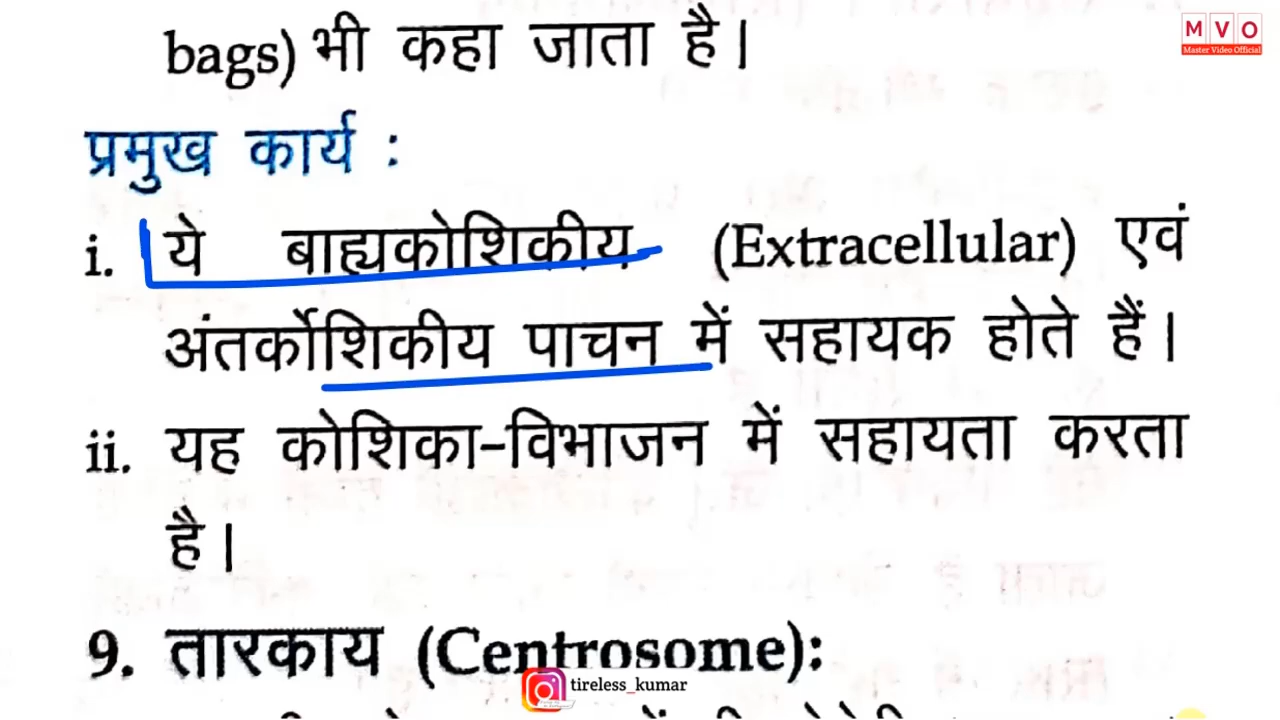 M V O
Master Video Official
bags) भी कहा जाता है।
प्रमुख कार्य :
i. ये बाह्यकोशिकीय (Extracellular) एवं
अंतर्कोशिकीय पाचन में सहायक होते हैं।
ii. यह कोशिका-विभाजन में सहायता करता
है।
9. तारकाय (Centrosome):
tireless_kumar